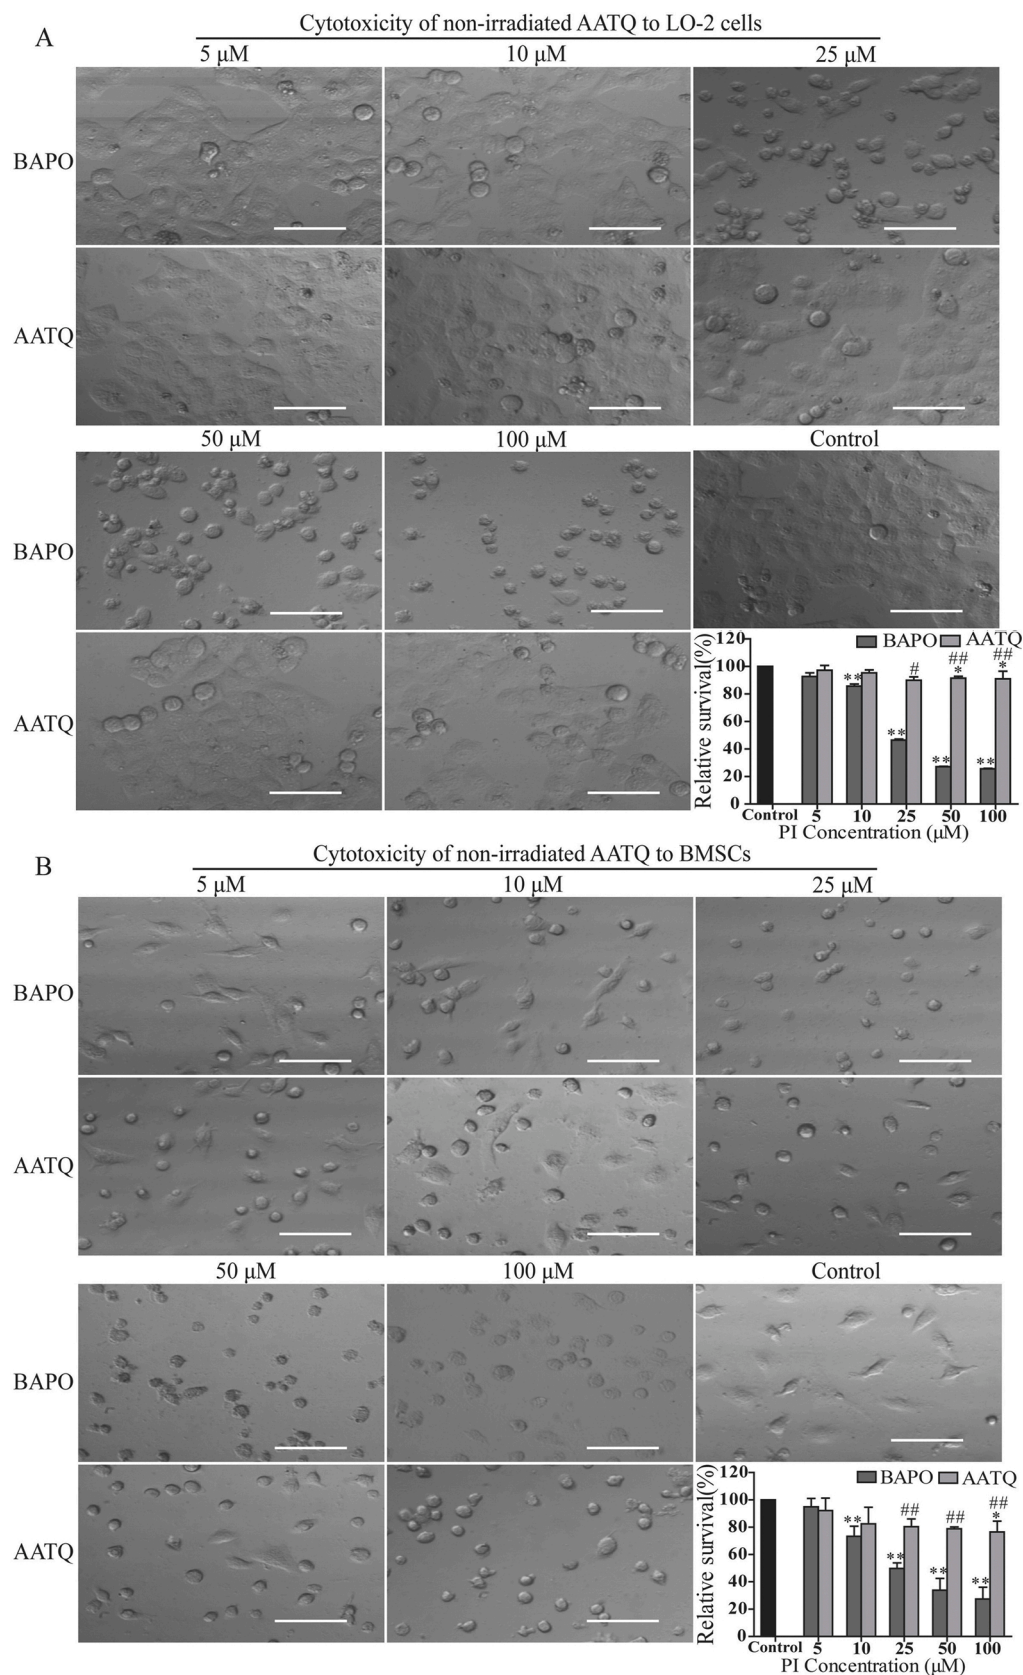 A
Cytotoxicity of non-irradiated AATQ to LO-2 cells
5 μM 10 μM 25 μM
BAPO
AATQ
50 μM 100 μM Control
BAPO
AATQ
Relative survival(%)
120
100
80
60
40
20
0
BAPO AATQ
** ** ** ** # ## * ## *
Control 5 10 25 50 100
PI Concentration (μM)
B
Cytotoxicity of non-irradiated AATQ to BMSCs
5 μM 10 μM 25 μM
BAPO
AATQ
50 μM 100 μM Control
BAPO
AATQ
Relative survival(%)
120
100
80
60
40
20
0
BAPO AATQ
** ** ** ** ## ## ## *
Control 5 10 25 50 100
PI Concentration (μM)